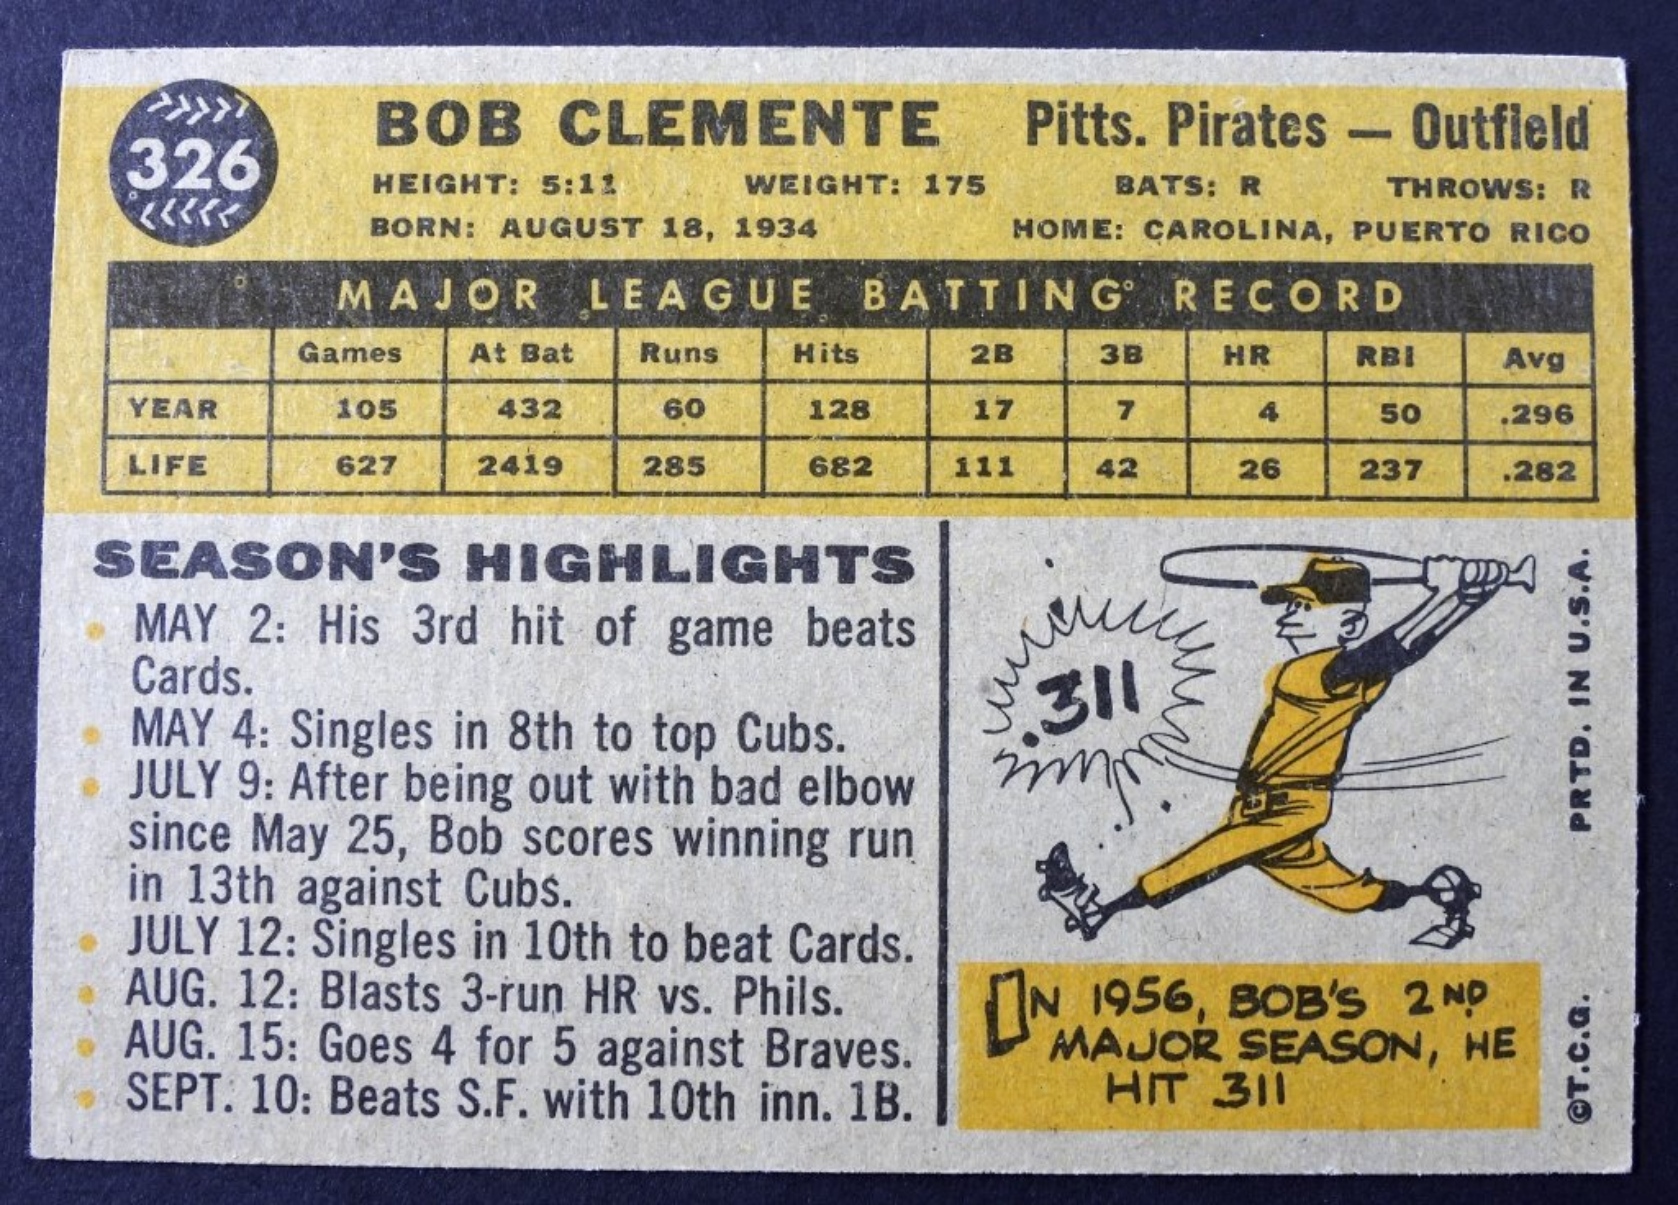 326
BOB CLEMENTE Pitts. Pirates — Outfield
HEIGHT: 5:11 WEIGHT: 175 BATS: R THROWS: R
BORN: AUGUST 18, 1934 HOME: CAROLINA, PUERTO RICO
MAJOR LEAGUE BATTING RECORD
Games At Bat Runs Hits 2B 3B HR RBI Avg
YEAR 105 432 60 128 17 7 4 50 .296
LIFE 627 2419 285 682 111 42 26 237 .282
SEASON'S HIGHLIGHTS
• MAY 2: His 3rd hit of game beats
Cards.
• MAY 4: Singles in 8th to top Cubs.
• JULY 9: After being out with bad elbow
since May 25, Bob scores winning run
in 13th against Cubs.
• JULY 12: Singles in 10th to beat Cards.
• AUG. 12: Blasts 3-run HR vs. Phils.
• AUG. 15: Goes 4 for 5 against Braves.
• SEPT. 10: Beats S.F. with 10th inn. 1B.
.311
IN 1956, BOB'S 2ND
MAJOR SEASON, HE
HIT 311
©T.C.G. PRTD. IN U.S.A.